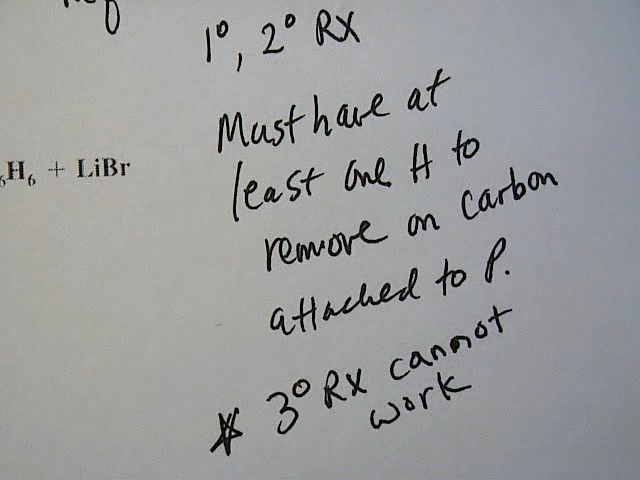 1°, 2° RX
Must have at
least one H to
₆H₆ + LiBr
remove on carbon
attached to P.
* 3° RX cannot
work